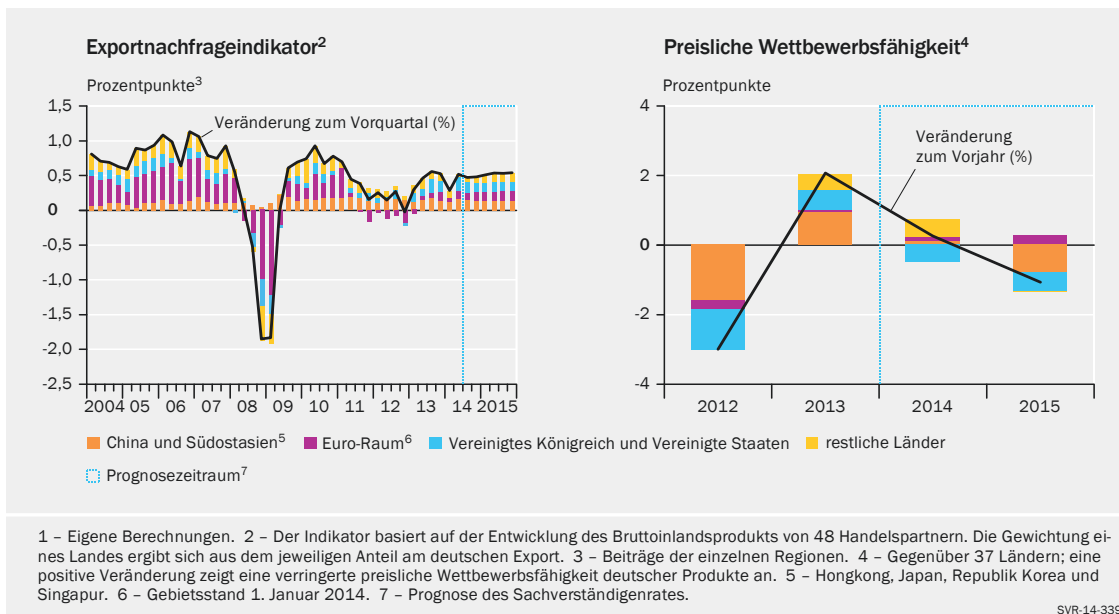 Exportnachfrageindikator²
Prozentpunkte³
1,5
1,0
0,5
0
-0,5
-1,0
-1,5
-2,0
-2,5
Veränderung zum Vorquartal (%)
2004 05 06 07 08 09 10 11 12 13 14 2015
Preisliche Wettbewerbsfähigkeit⁴
Prozentpunkte
4
2
0
-2
-4
Veränderung
zum Vorjahr (%)
2012 2013 2014 2015
China und Südostasien⁵ Euro-Raum⁶ Vereinigtes Königreich und Vereinigte Staaten restliche Länder
Prognosezeitraum⁷
1 – Eigene Berechnungen. 2 – Der Indikator basiert auf der Entwicklung des Bruttoinlandsprodukts von 48 Handelspartnern. Die Gewichtung ei-
nes Landes ergibt sich aus dem jeweiligen Anteil am deutschen Export. 3 – Beiträge der einzelnen Regionen. 4 – Gegenüber 37 Ländern; eine
positive Veränderung zeigt eine verringerte preisliche Wettbewerbsfähigkeit deutscher Produkte an. 5 – Hongkong, Japan, Republik Korea und
Singapur. 6 – Gebietsstand 1. Januar 2014. 7 – Prognose des Sachverständigenrates.
SVR-14-339